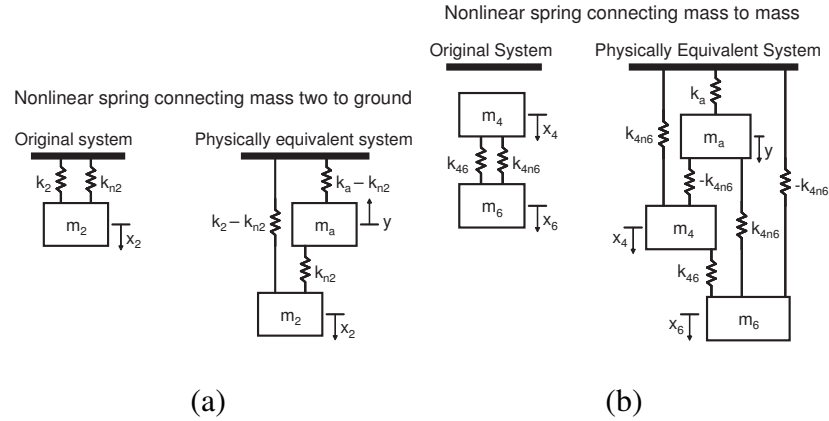 Nonlinear spring connecting mass two to ground
Original system
Physically equivalent system
k2
kn2
m2
x2
k2 – kn2
ka – kn2
ma
y
kn2
m2
x2
(a)
Nonlinear spring connecting mass to mass
Original System
Physically Equivalent System
m4
x4
k46
k4n6
m6
x6
ka
k4n6
ma
y
-k4n6
-k4n6
m4
x4
k4n6
k46
m6
x6
(b)